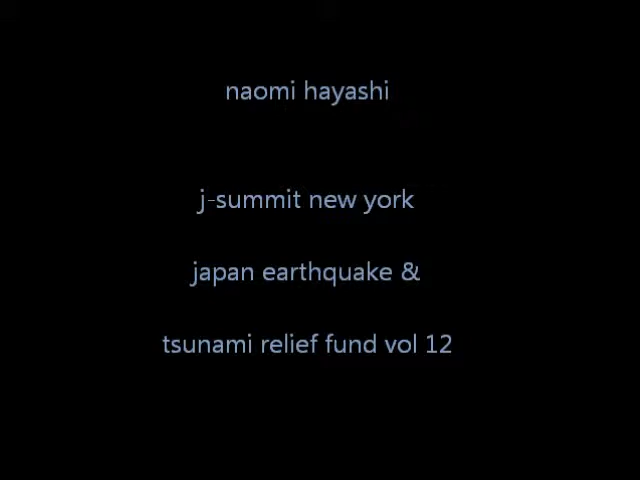 naomi hayashi
j-summit new york
japan earthquake &
tsunami relief fund vol 12